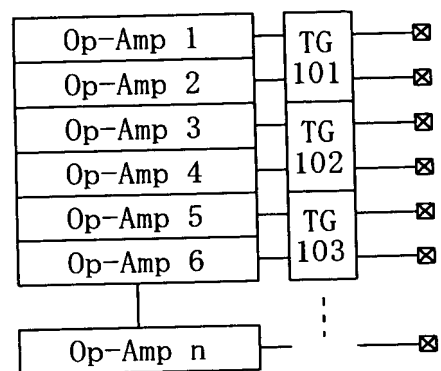 Op-Amp 1
Op-Amp 2
Op-Amp 3
Op-Amp 4
Op-Amp 5
Op-Amp 6
Op-Amp n
TG
101
TG
102
TG
103